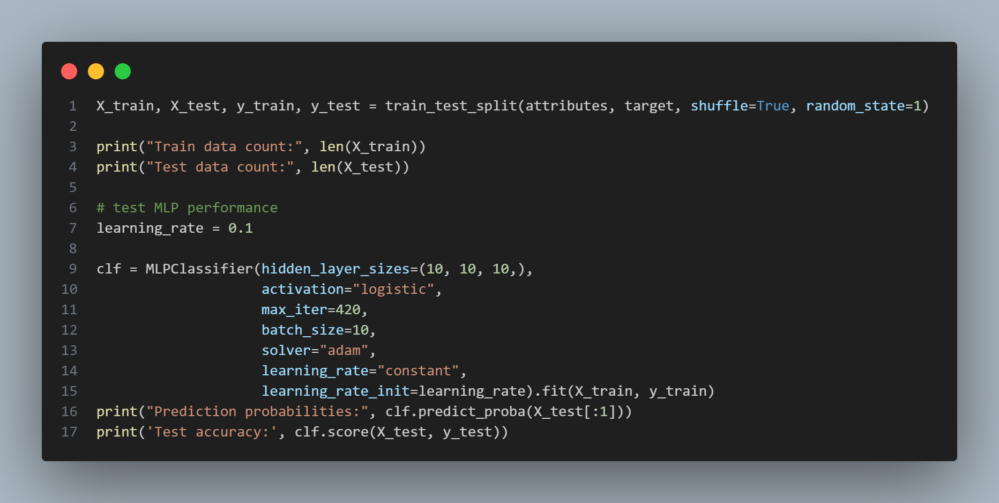 1 X_train, X_test, y_train, y_test = train_test_split(attributes, target, shuffle=True, random_state=1)
2
3 print("Train data count:", len(X_train))
4 print("Test data count:", len(X_test))
5
6 # test MLP performance
7 learning_rate = 0.1
8
9 clf = MLPClassifier(hidden_layer_sizes=(10, 10, 10,),
10                     activation="logistic",
11                     max_iter=420,
12                     batch_size=10,
13                     solver="adam",
14                     learning_rate="constant",
15                     learning_rate_init=learning_rate).fit(X_train, y_train)
16 print("Prediction probabilities:", clf.predict_proba(X_test[:1]))
17 print('Test accuracy:', clf.score(X_test, y_test))